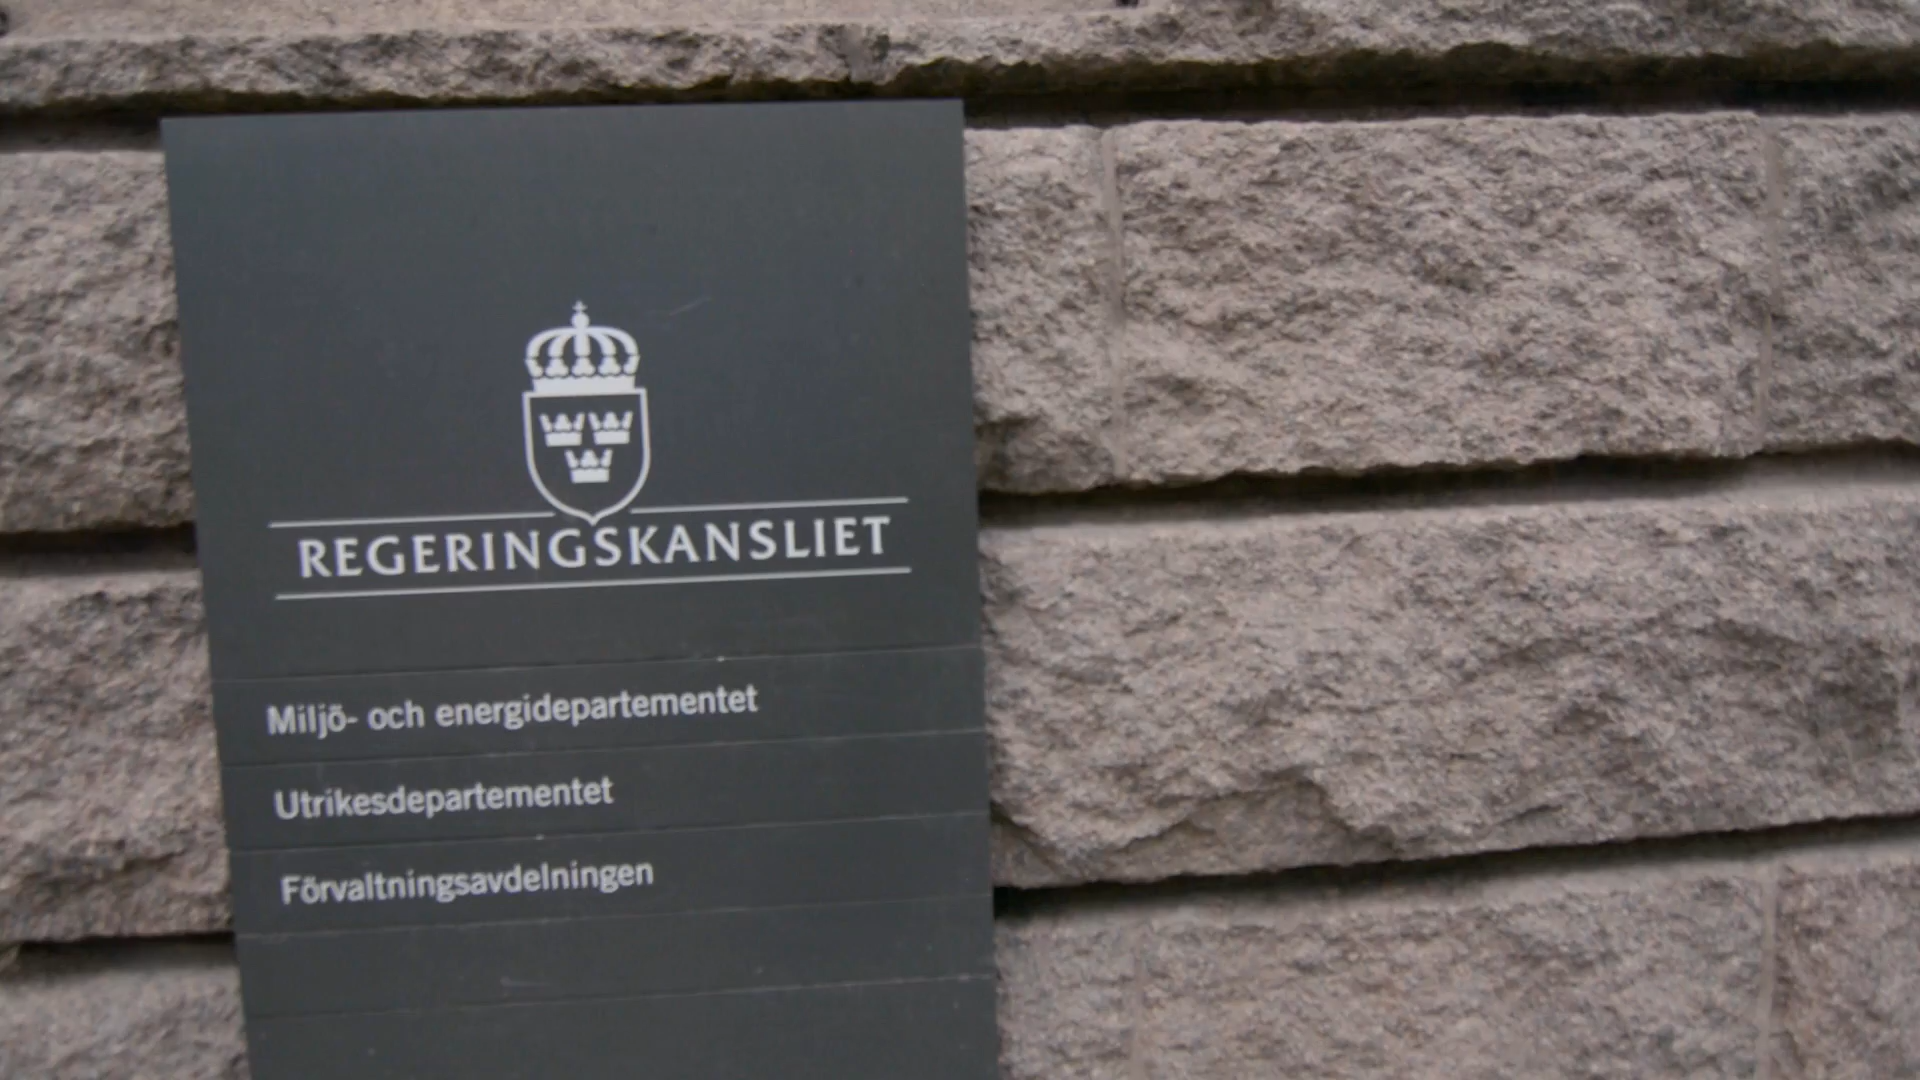 REGERINGSKANSLIET
Miljö- och energidepartementet
Utrikesdepartementet
Förvaltningsavdelningen